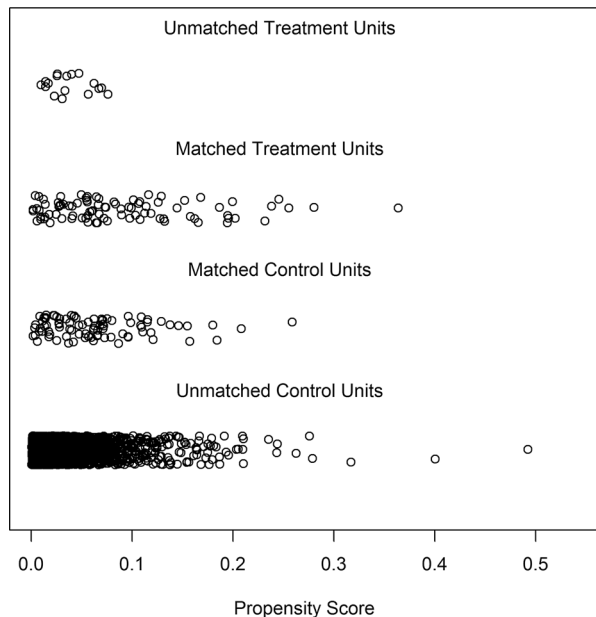 Unmatched Treatment Units
Matched Treatment Units
Matched Control Units
Unmatched Control Units
0.0 0.1 0.2 0.3 0.4 0.5
Propensity Score